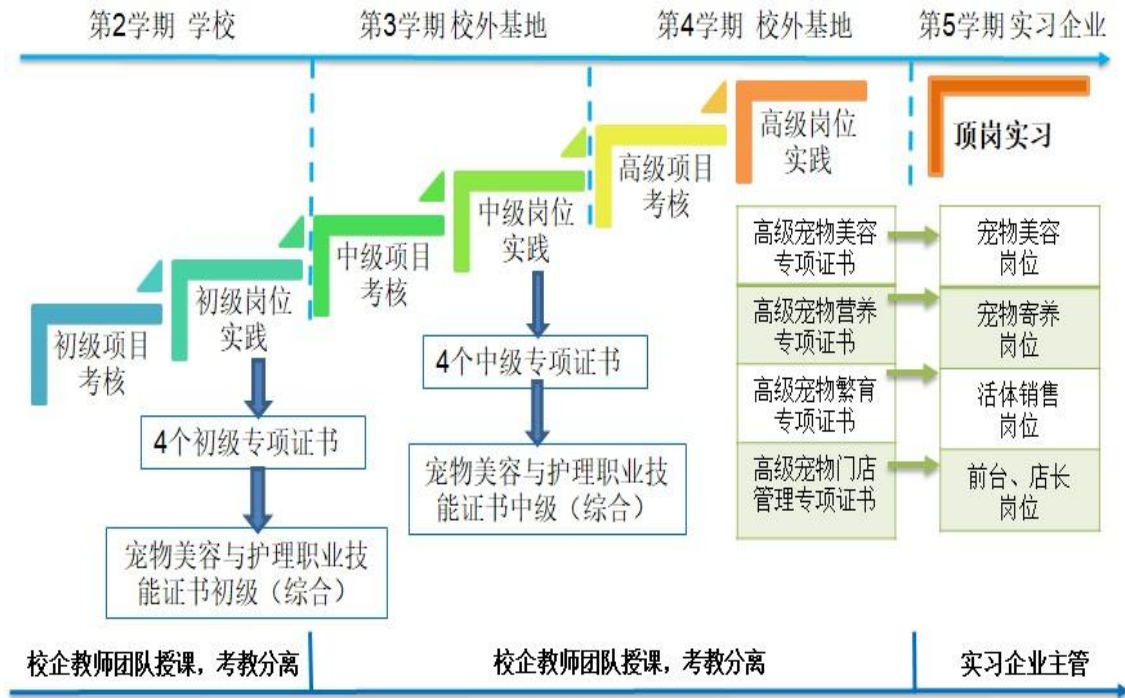 第2学期 学校
第3学期 校外基地
第4学期 校外基地
第5学期 实习企业
初级项目
考核
初级岗位
实践
中级项目
考核
中级岗位
实践
高级项目
考核
高级岗位
实践
顶岗实习
4个初级专项证书
宠物美容与护理职业技
能证书初级（综合）
4个中级专项证书
宠物美容与护理职业技
能证书中级（综合）
高级宠物美容
专项证书
宠物美容
岗位
高级宠物营养
专项证书
宠物寄养
岗位
高级宠物繁育
专项证书
活体销售
岗位
高级宠物门店
管理专项证书
前台、店长
岗位
校企教师团队授课，考教分离
校企教师团队授课，考教分离
实习企业主管